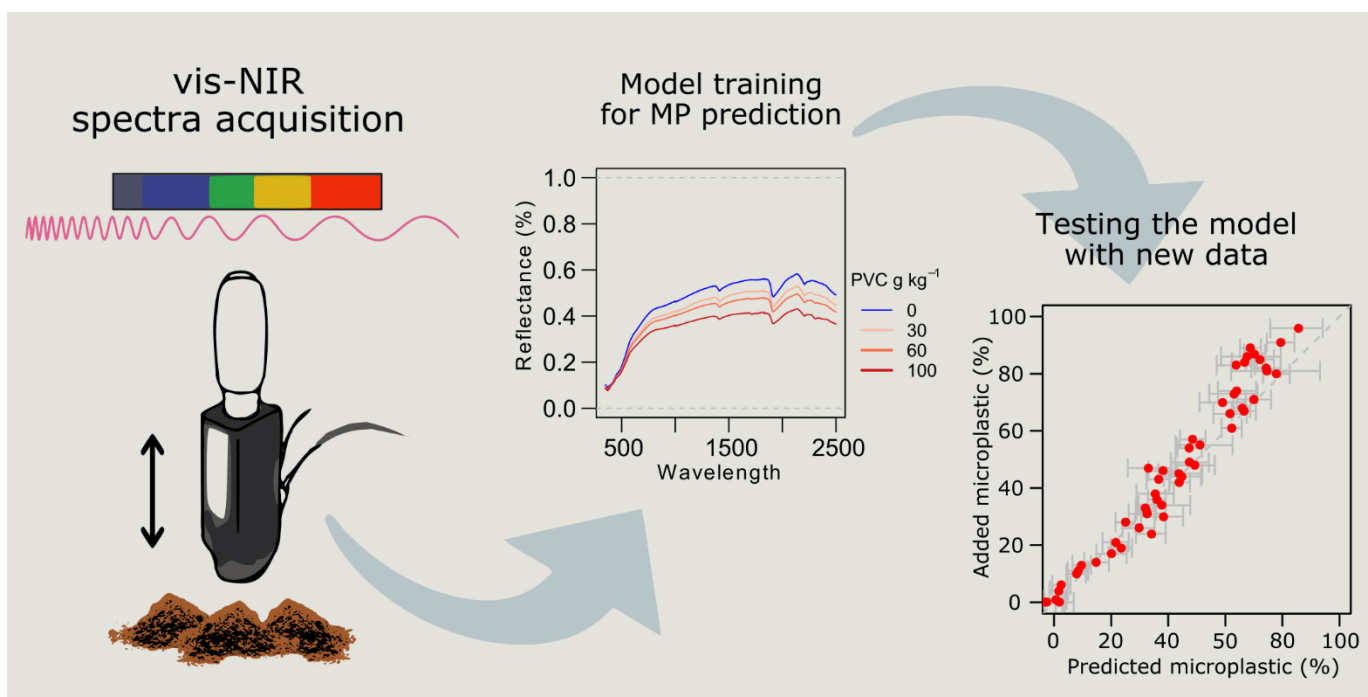 vis-NIR
spectra acquisition
Model training
for MP prediction
1.0
0.8
0.6
0.4
0.2
0.0
Reflectance (%)
500
1500
2500
Wavelength
PVC g kg⁻¹
0
30
60
100
Testing the model
with new data
100
80
60
40
20
0
Added microplastic (%)
0
20
40
60
80
100
Predicted microplastic (%)